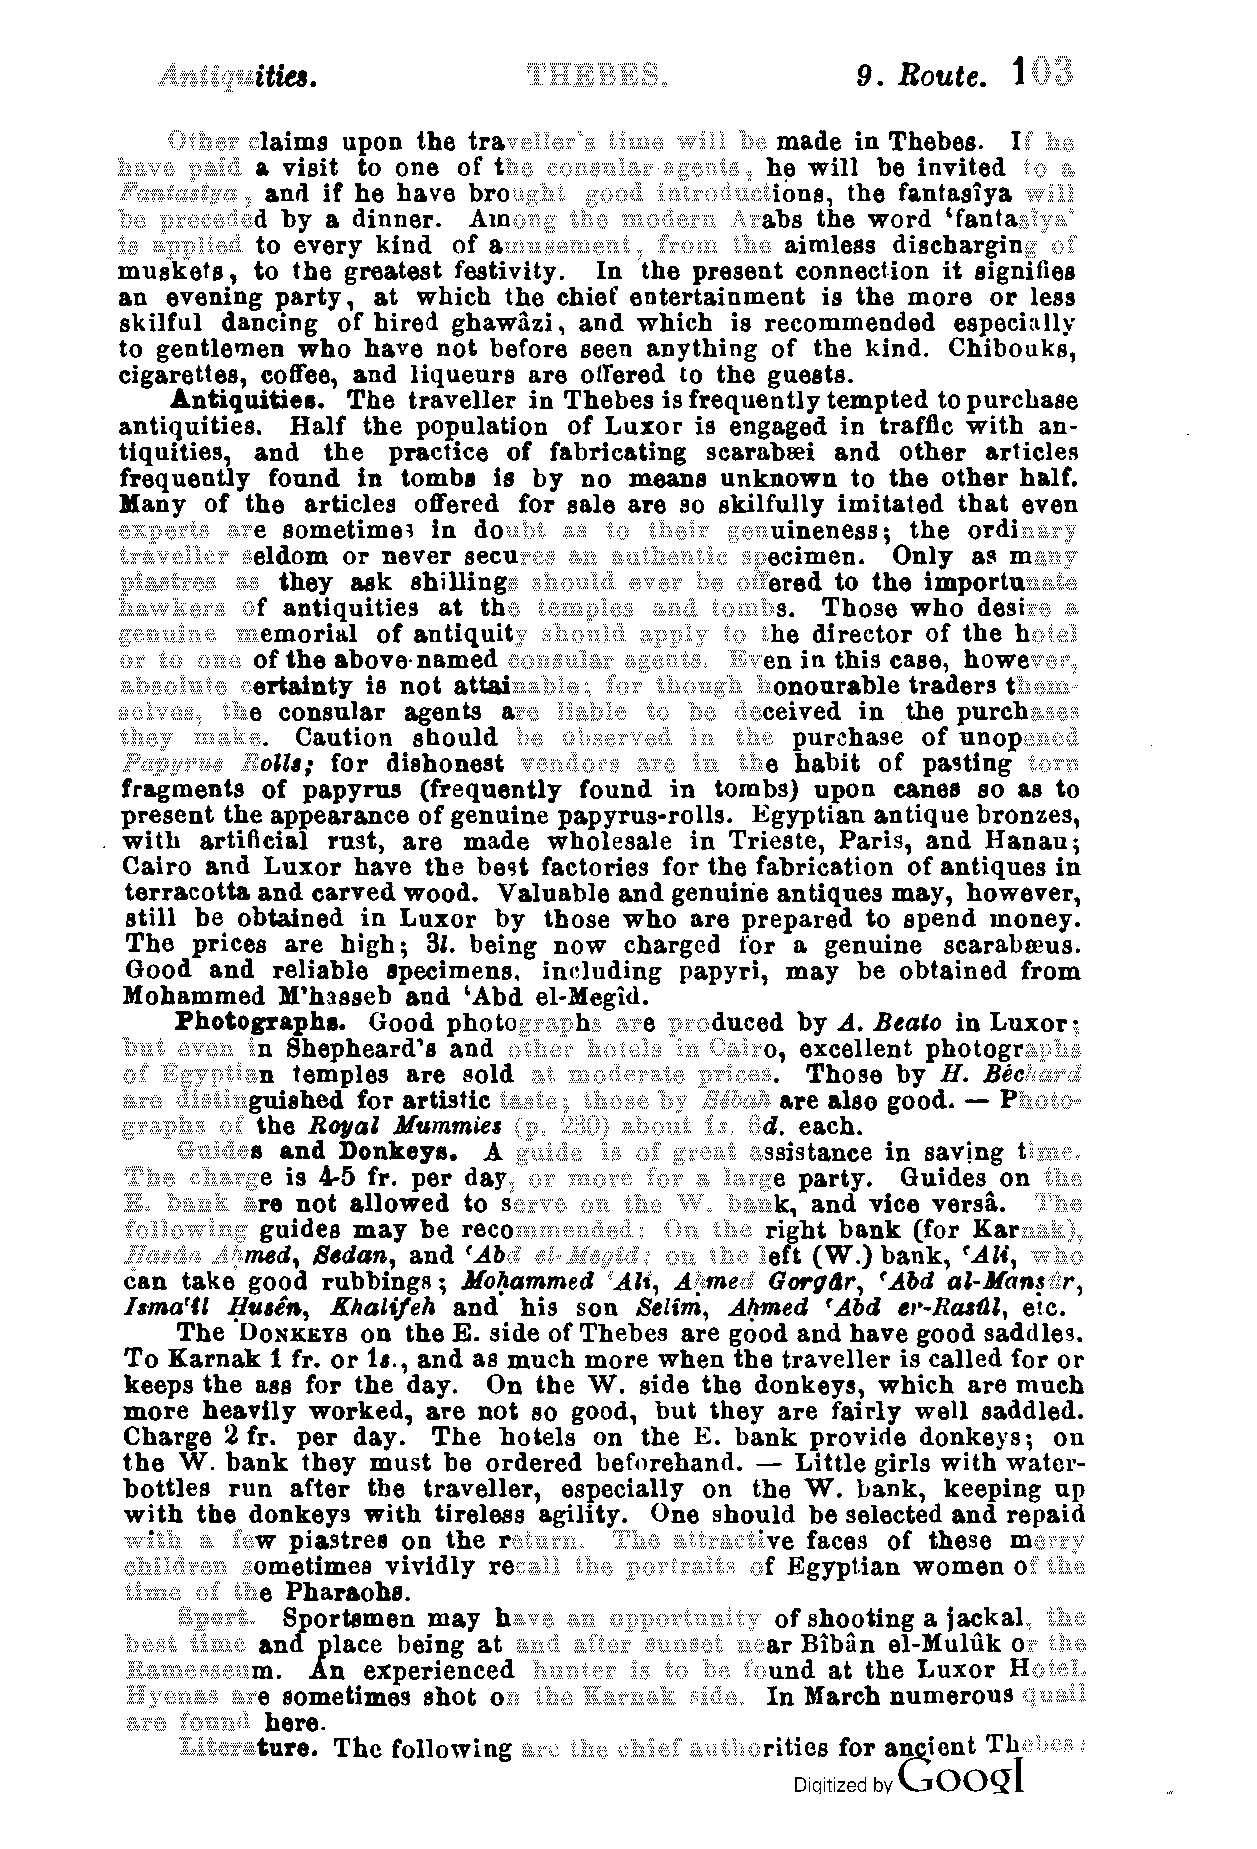 Antiquities. THEBES. 9. Route. 103
Other claims upon the traveller's time will be made in Thebes. If he
have paid a visit to one of the consular agents, he will be invited to a
Fantasiya, and if he have brought good introductions, the fantasîya will
be preceded by a dinner. Among the modern Arabs the word ‘fantasiya’
is applied to every kind of amusement, from the aimless discharging of
muskets, to the greatest festivity. In the present connection it signifies
an evening party, at which the chief entertainment is the more or less
skilful dancing of hired ghawâzi, and which is recommended especially
to gentlemen who have not before seen anything of the kind. Chibouks,
cigarettes, coffee, and liqueurs are offered to the guests.
Antiquities. The traveller in Thebes is frequently tempted to purchase
antiquities. Half the population of Luxor is engaged in traffic with an-
tiquities, and the practice of fabricating scarabæi and other articles
frequently found in tombs is by no means unknown to the other half.
Many of the articles offered for sale are so skilfully imitated that even
experts are sometimes in doubt as to their genuineness; the ordinary
traveller seldom or never secures an authentic specimen. Only as many
piastres as they ask shillings should ever be offered to the importunate
hawkers of antiquities at the temples and tombs. Those who desire a
genuine memorial of antiquity should apply to the director of the hotel
or to one of the above-named consular agents. Even in this case, however,
absolute certainty is not attainable; for though honourable traders them-
selves, the consular agents are liable to be deceived in the purchases
they make. Caution should be observed in the purchase of unopened
Papyrus Rolls; for dishonest vendors are in the habit of pasting torn
fragments of papyrus (frequently found in tombs) upon canes so as to
present the appearance of genuine papyrus-rolls. Egyptian antique bronzes,
with artificial rust, are made wholesale in Trieste, Paris, and Hanau;
Cairo and Luxor have the best factories for the fabrication of antiques in
terracotta and carved wood. Valuable and genuine antiques may, however,
still be obtained in Luxor by those who are prepared to spend money.
The prices are high; 3l. being now charged for a genuine scarabæus.
Good and reliable specimens, including papyri, may be obtained from
Mohammed M'hasseb and ‘Abd el-Megîd.
Photographs. Good photographs are produced by A. Beato in Luxor;
but even in Shepheard's and other hotels in Cairo, excellent photographs
of Egyptian temples are sold at moderate prices. Those by H. Béchard
are distinguished for artistic taste; those by Sébah are also good. — Photo-
graphs of the Royal Mummies (p. 230) about 1s. 6d. each.
Guides and Donkeys. A guide is of great assistance in saving time.
The charge is 4-5 fr. per day, or more for a large party. Guides on the
E. bank are not allowed to serve on the W. bank, and vice versâ. The
following guides may be recommended: On the right bank (for Karnak),
Hasân Aḥmed, Sedan, and ‘Abd el-Megîd; on the left (W.) bank, ‘Ali, who
can take good rubbings; Moḥammed ‘Ali, Aḥmed Gorgâr, ‘Abd al-Manṣûr,
Isma‘îl Ḥusên, Khalîfeh and his son Selim, Aḥmed ‘Abd er-Rasûl, etc.
The DONKEYS on the E. side of Thebes are good and have good saddles.
To Karnak 1 fr. or 1s., and as much more when the traveller is called for or
keeps the ass for the day. On the W. side the donkeys, which are much
more heavily worked, are not so good, but they are fairly well saddled.
Charge 2 fr. per day. The hotels on the E. bank provide donkeys; on
the W. bank they must be ordered beforehand. — Little girls with water-
bottles run after the traveller, especially on the W. bank, keeping up
with the donkeys with tireless agility. One should be selected and repaid
with a few piastres on the return. The attractive faces of these merry
children sometimes vividly recall the portraits of Egyptian women of the
time of the Pharaohs.
Sport. Sportsmen may have an opportunity of shooting a jackal, the
best time and place being at and after sunset near Bîbân el-Mulûk or the
Ramesseum. An experienced hunter is to be found at the Luxor Hotel.
Hyenas are sometimes shot on the Karnak side. In March numerous quail
are found here.
Literature. The following are the chief authorities for ancient Thebes:
Digitized by Googl